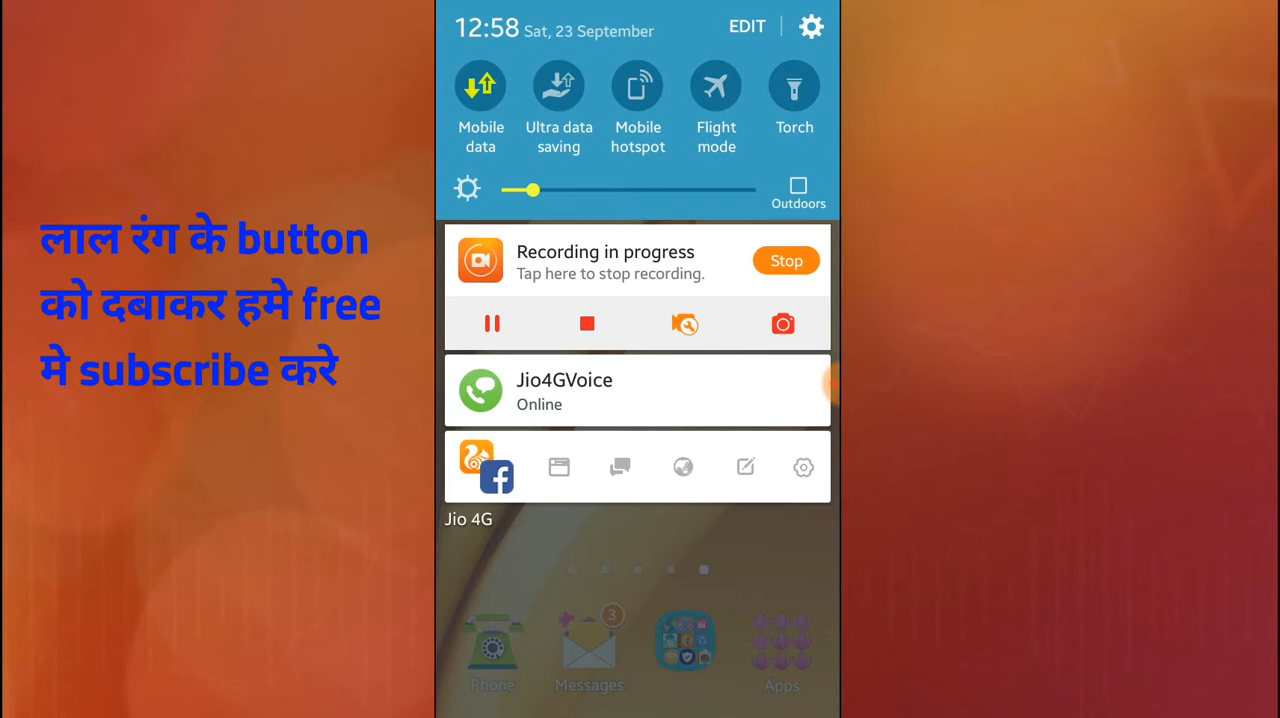 12:58 Sat, 23 September EDIT
Mobile data
Ultra data saving
Mobile hotspot
Flight mode
Torch
Outdoors
लाल रंग के button
को दबाकर हमे free
मे subscribe करे
Recording in progress
Tap here to stop recording.
Stop
Jio4GVoice
Online
Jio 4G
3
Phone
Messages
Apps